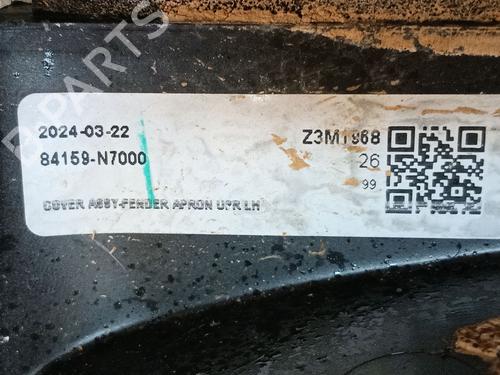 2024-03-22
84159-N7000
COVER ASSY-FENDER APRON UPR LH
Z3M1968
26
99
B PARTS